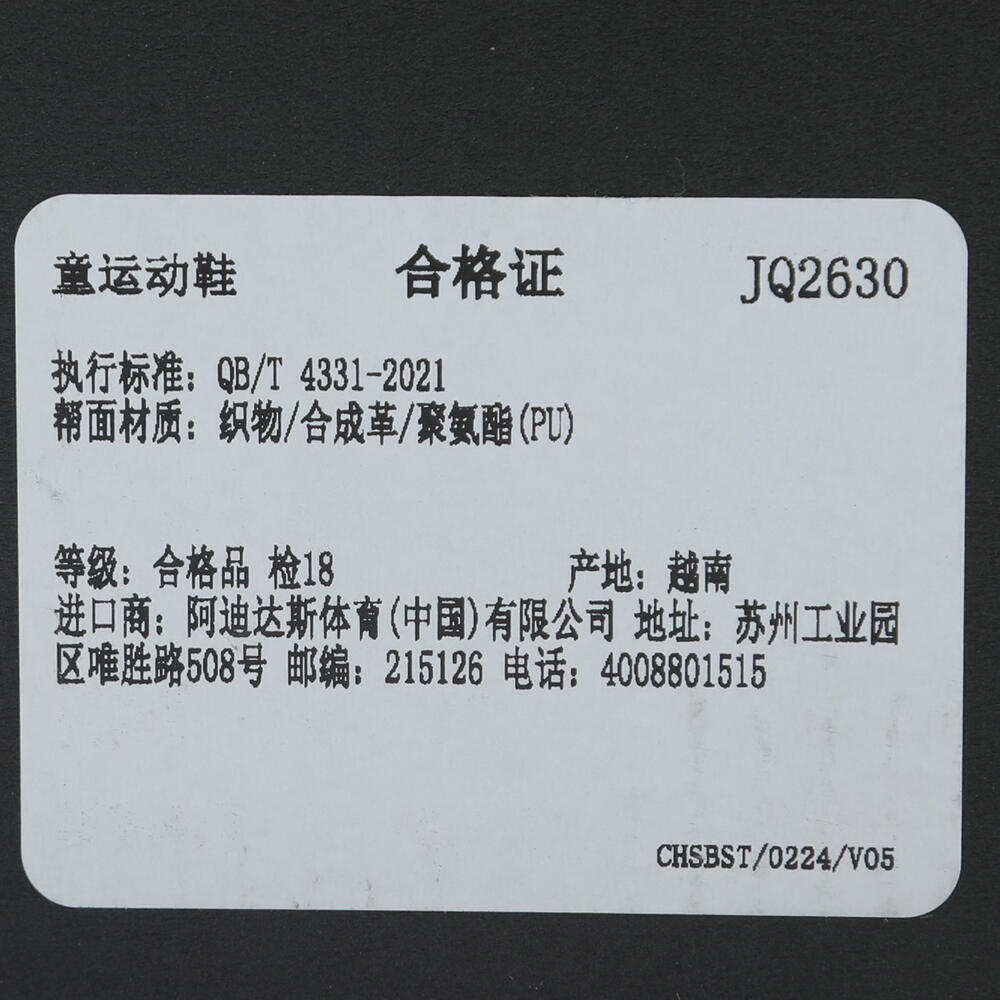 童运动鞋 合格证 JQ2630
执行标准: QB/T 4331-2021
帮面材质: 织物/合成革/聚氨酯(PU)
等级: 合格品 检18 产地: 越南
进口商: 阿迪达斯体育(中国)有限公司 地址: 苏州工业园
区唯胜路508号 邮编: 215126 电话: 4008801515
CHSBST/0224/V05